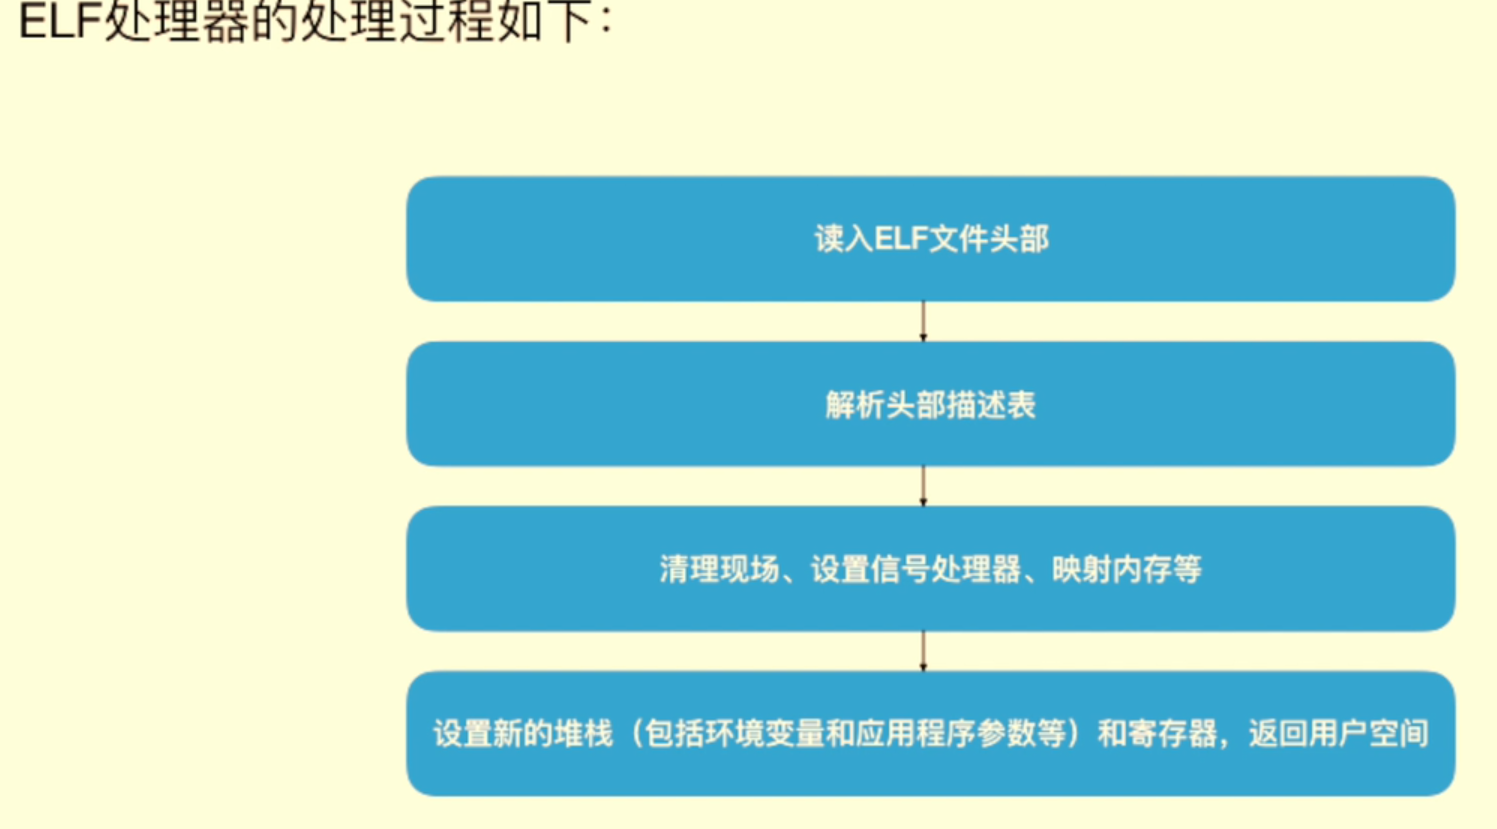 ELF处理器的处理过程如下：
读入ELF文件头部
解析头部描述表
清理现场、设置信号处理器、映射内存等
设置新的堆栈（包括环境变量和应用程序参数等）和寄存器，返回用户空间